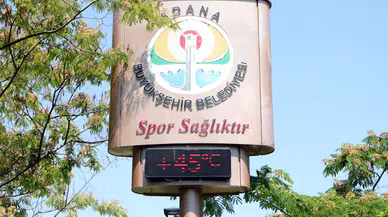 ADANA
BÜYÜKŞEHİR BELEDİYESİ
Spor Sağlıktır
+45°C